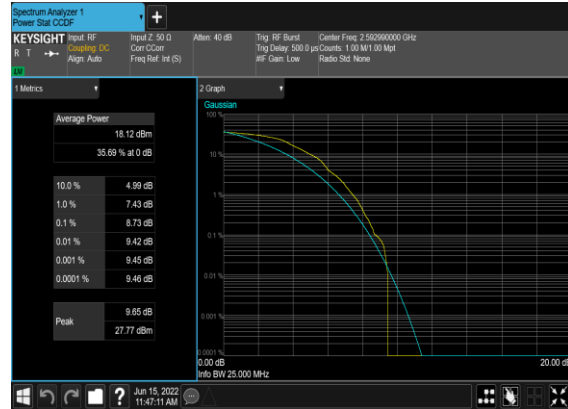 Spectrum Analyzer 1
Power Stat CCDF
KEYSIGHT
R T
LXI
Input: RF
Coupling: DC
Align: Auto
Input Z: 50 Ω
Corr CCorr
Freq Ref: Int (S)
Atten: 40 dB
Trig: RF Burst
Trig Delay: 500.0 µs
#IF Gain: Low
Center Freq: 2.592990000 GHz
Counts: 1.00 M/1.00 Mpt
Radio Std: None
1 Metrics
Average Power
18.12 dBm
35.69 % at 0 dB
10.0 % 4.99 dB
1.0 % 7.43 dB
0.1 % 8.73 dB
0.01 % 9.42 dB
0.001 % 9.45 dB
0.0001 % 9.46 dB
Peak
9.65 dB
27.77 dBm
2 Graph
Gaussian
100 %
10 %
1 %
0.1 %
0.01 %
0.001 %
0.0001 %
0.00 dB 20.00 dB
Info BW 25.000 MHz
?
Jun 15, 2022
11:47:11 AM